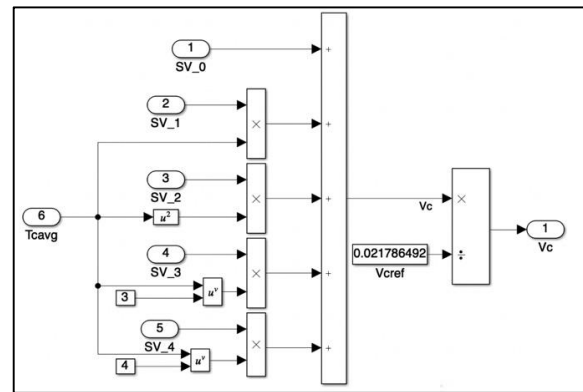 1
SV_0
+
2
SV_1
×
+
3
SV_2
×
+
6
Tcavg
u²
Vc
×
1
Vc
0.021786492
Vcref
÷
4
SV_3
×
+
3
uᵛ
5
SV_4
×
+
4
uᵛ